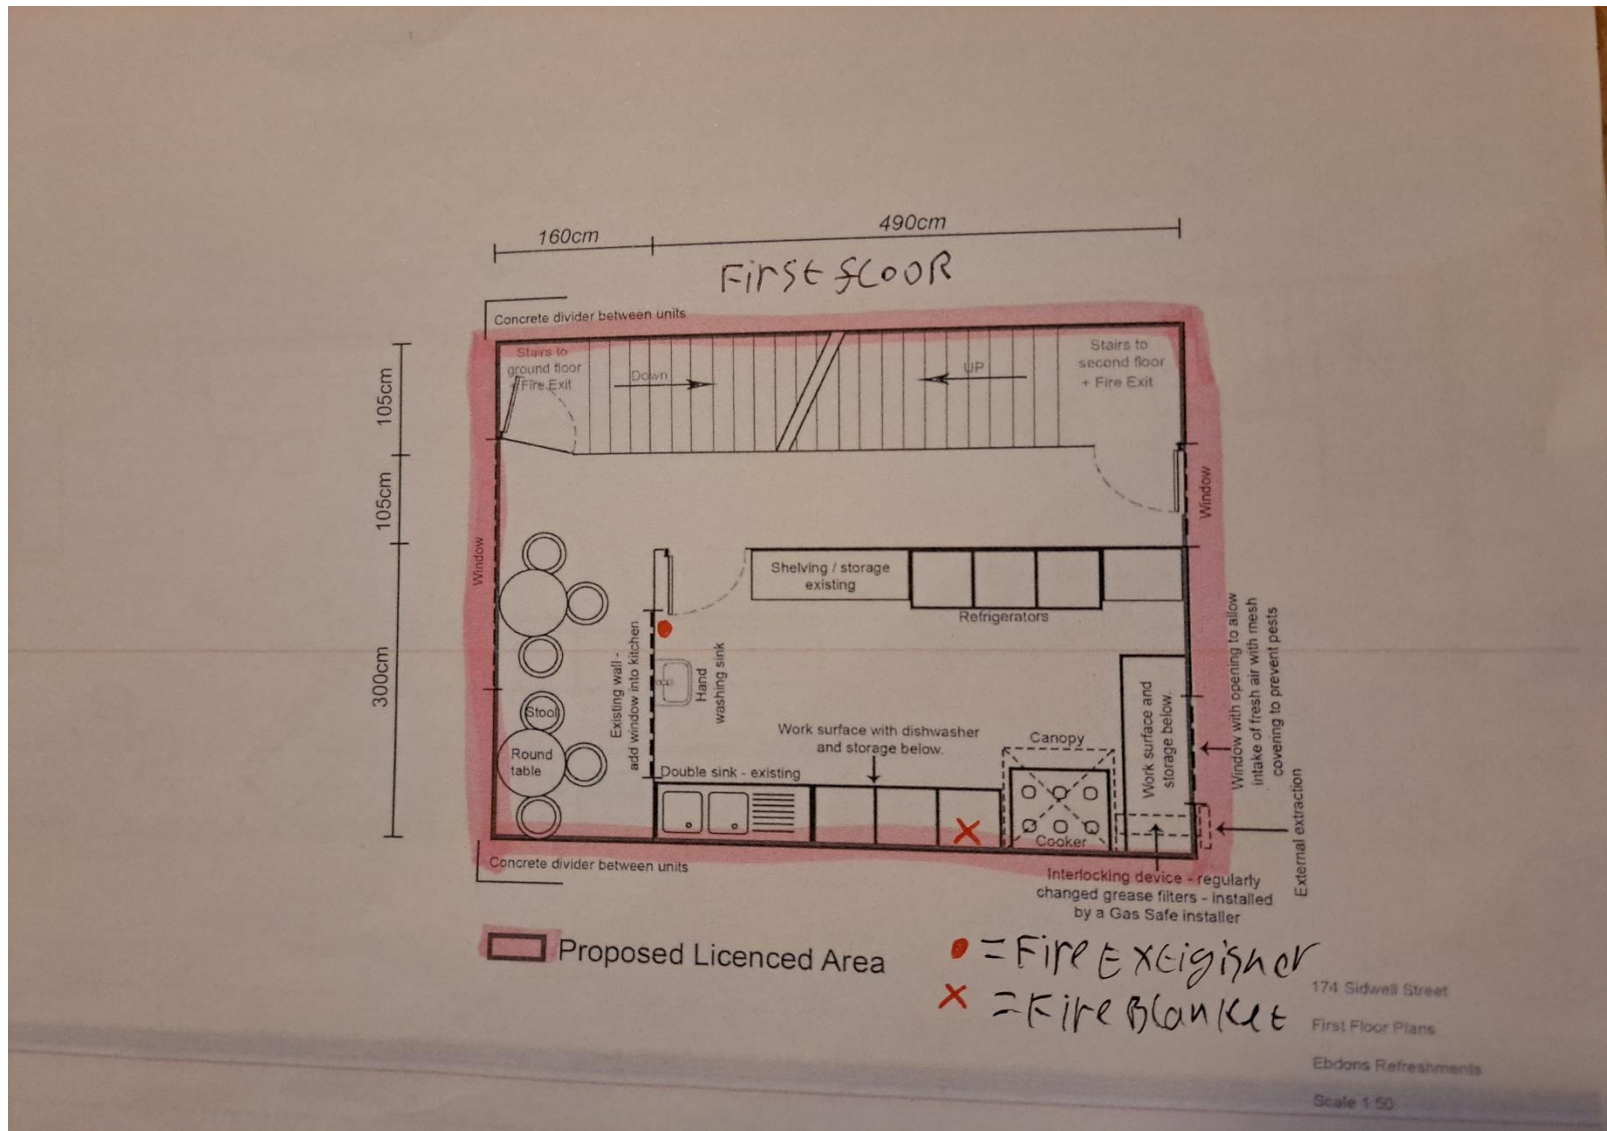 160cm
490cm
First fLOOR
Concrete divider between units
Stairs to
ground floor
+ Fire Exit
Down
UP
Stairs to
second floor
+ Fire Exit
105cm
105cm
300cm
Window
Window
Shelving / storage
existing
Refrigerators
Existing wall -
add window into kitchen
Hand
washing sink
Stool
Round
table
Work surface with dishwasher
and storage below.
Double sink - existing
Canopy
Cooker
Work surface and
storage below.
Window with opening to allow
intake of fresh air with mesh
covering to prevent pests
External extraction
Concrete divider between units
Interlocking device - regularly
changed grease filters - installed
by a Gas Safe installer
Proposed Licenced Area
= Fire Extigisher
X = Fire Blanket
174 Sidwell Street
First Floor Plans
Ebdons Refreshments
Scale 1:50